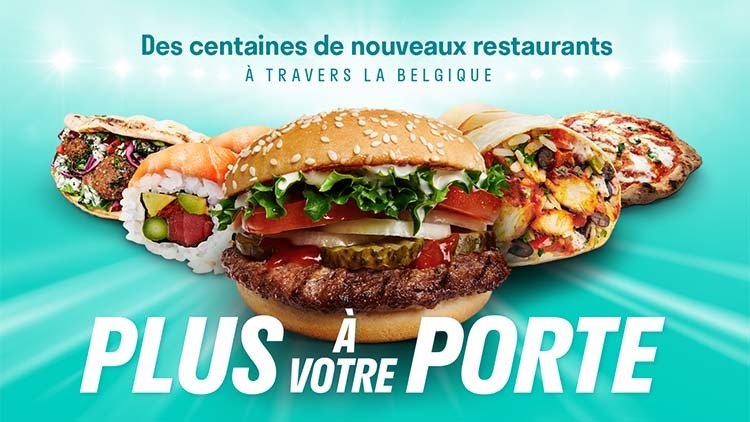 Des centaines de nouveaux restaurants
À TRAVERS LA BELGIQUE
PLUS À VOTRE PORTE